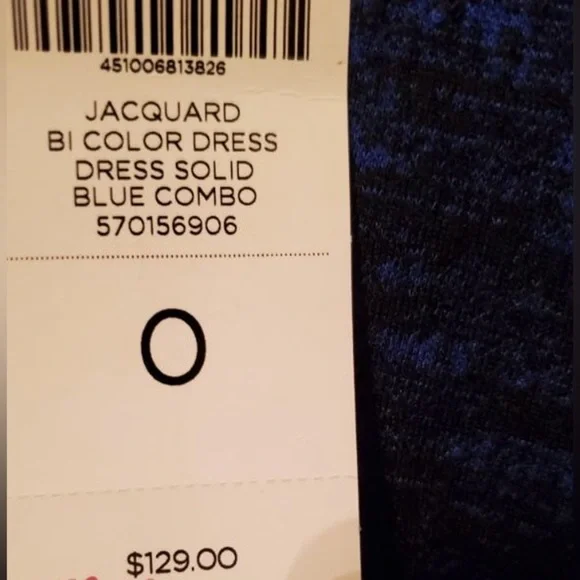 451006813826
JACQUARD
BI COLOR DRESS
DRESS SOLID
BLUE COMBO
570156906
0
$129.00